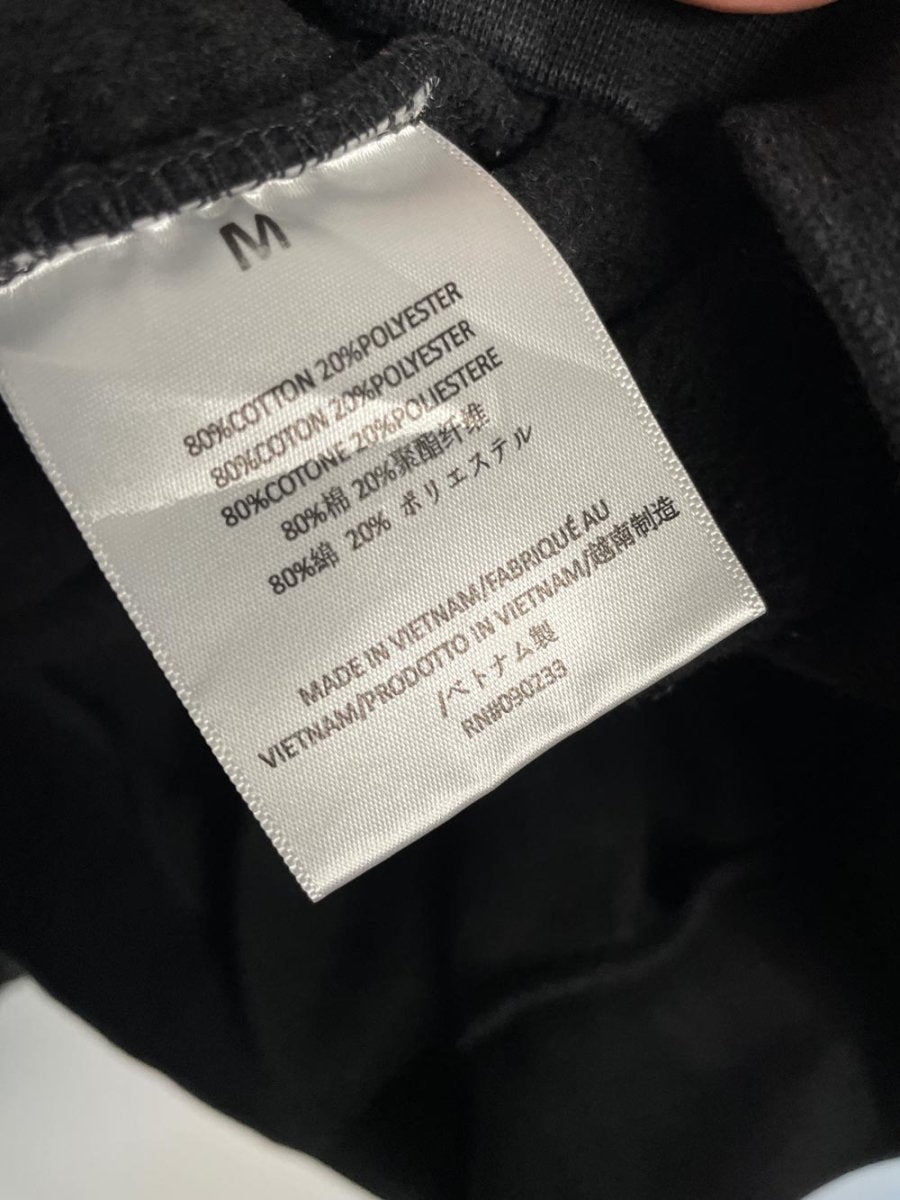 M
80%COTTON 20%POLYESTER
80%COTON 20%POLYESTER
80%COTONE 20%POLIESTERE
80%棉 20%聚酯纤维
80%綿 20% ポリエステル
MADE IN VIETNAM/FABRIQUÉ AU
VIETNAM/PRODOTTO IN VIETNAM/越南制造
/ベトナム製
RN#090233